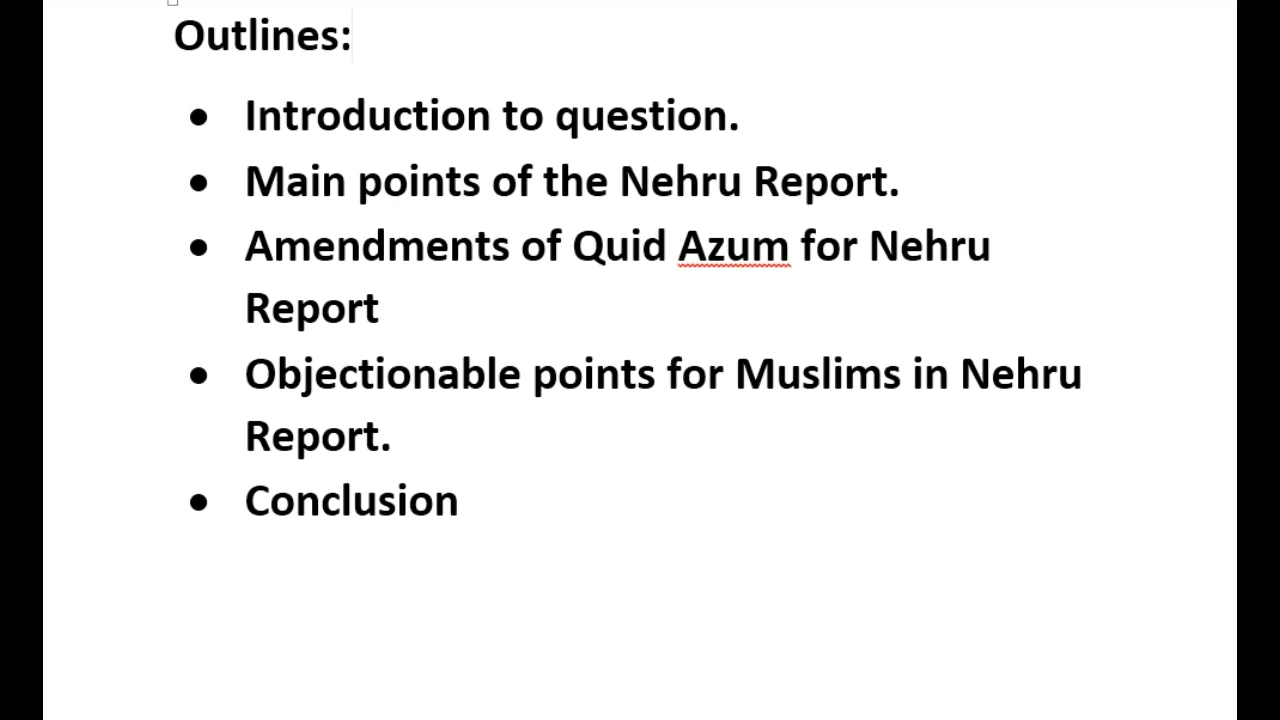 Outlines:
• Introduction to question.
• Main points of the Nehru Report.
• Amendments of Quid Azum for Nehru
Report
• Objectionable points for Muslims in Nehru
Report.
• Conclusion